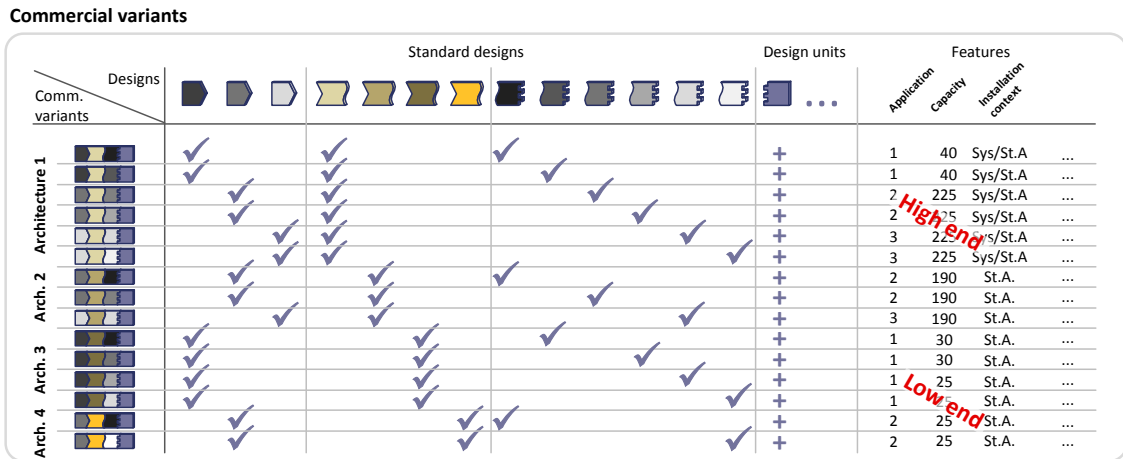 Commercial variants
Standard designs Design units Features
Designs
Comm.
variants
Application Capacity Installation context
...
Architecture 1
1 40 Sys/St.A ...
1 40 Sys/St.A ...
2 225 Sys/St.A ...
2 225 Sys/St.A ...
3 225 Sys/St.A ...
3 225 Sys/St.A ...
High end
Arch. 2
2 190 St.A. ...
2 190 St.A. ...
3 190 St.A. ...
Arch. 3
1 30 St.A. ...
1 30 St.A. ...
1 25 St.A. ...
1 25 St.A. ...
Low end
Arch. 4
2 25 St.A. ...
2 25 St.A. ...